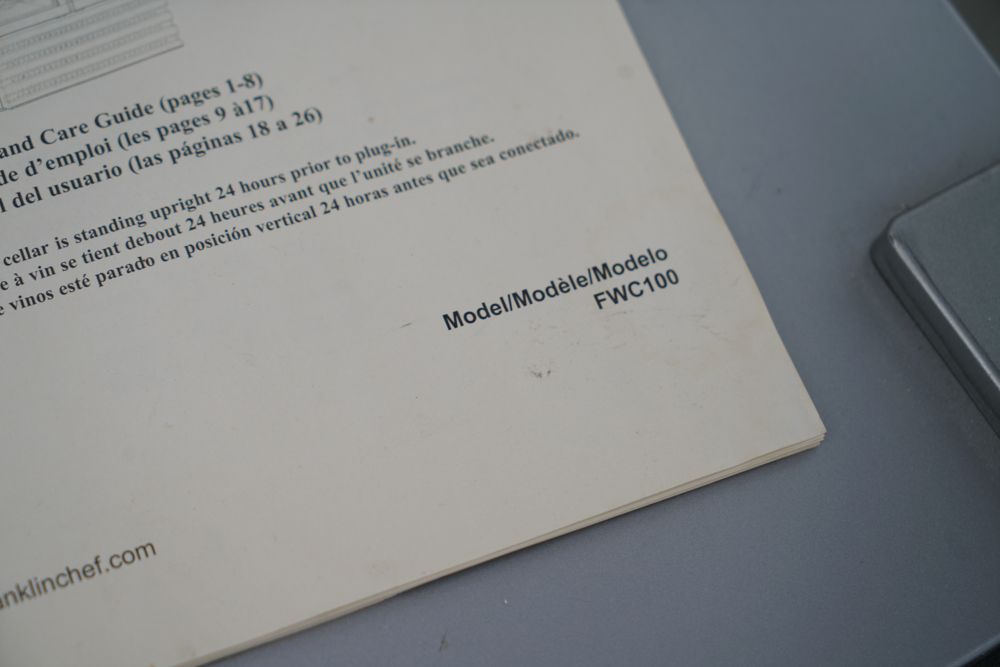 and Care Guide (pages 1-8)
de d'emploi (les pages 9 à17)
l del usuario (las páginas 18 a 26)
cellar is standing upright 24 hours prior to plug-in.
e à vin se tient debout 24 heures avant que l'unité se branche.
e vinos esté parado en posición vertical 24 horas antes que sea conectado.
Model/Modèle/Modelo
FWC100
nklinchef.com